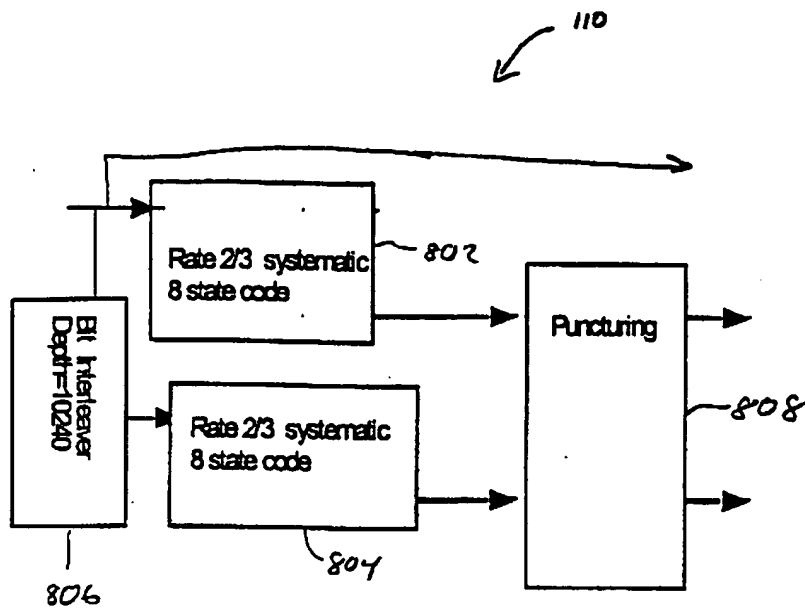 110
Rate 2/3 systematic
8 state code
802
Puncturing
Bit Interleaver
Depth=10240
Rate 2/3 systematic
8 state code
808
804
806